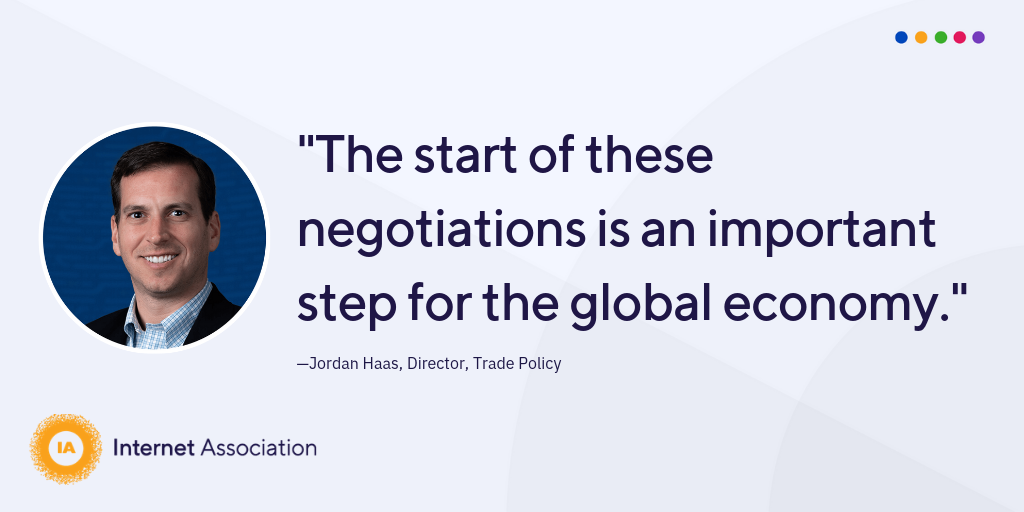 "The start of these
negotiations is an important
step for the global economy."
—Jordan Haas, Director, Trade Policy
IA
Internet Association